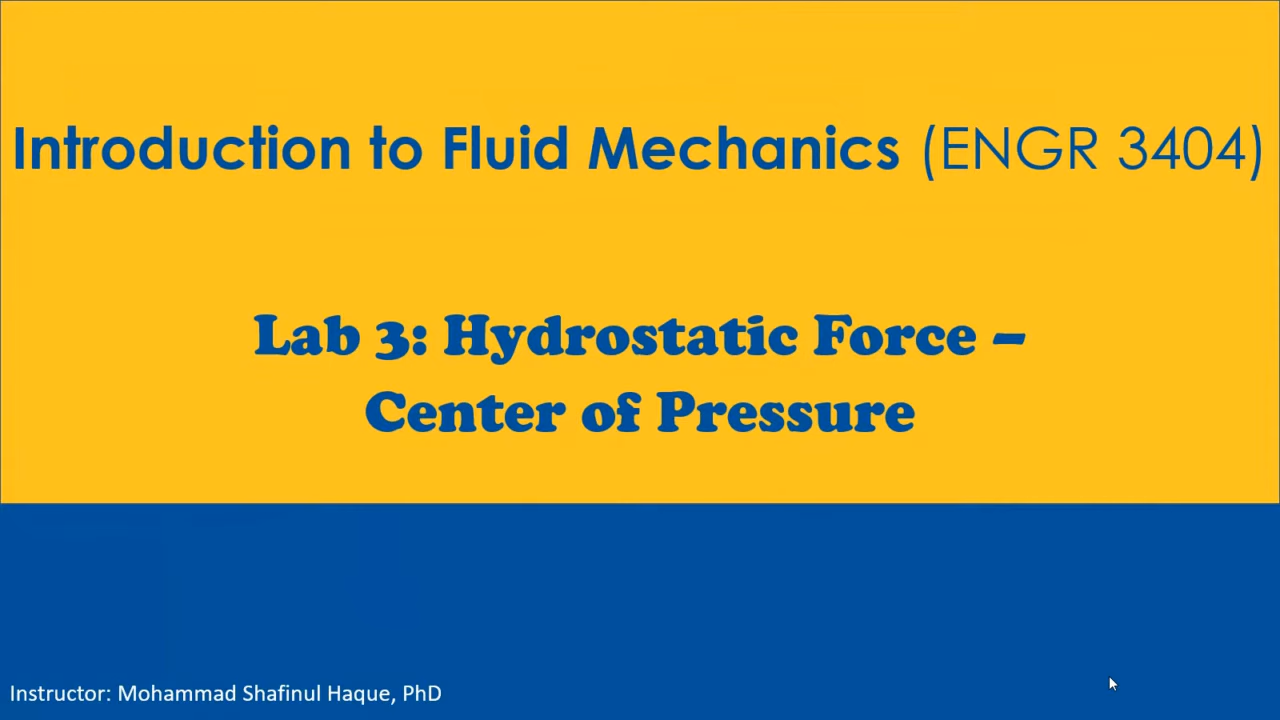 Introduction to Fluid Mechanics (ENGR 3404)
Lab 3: Hydrostatic Force –
Center of Pressure
Instructor: Mohammad Shafinul Haque, PhD